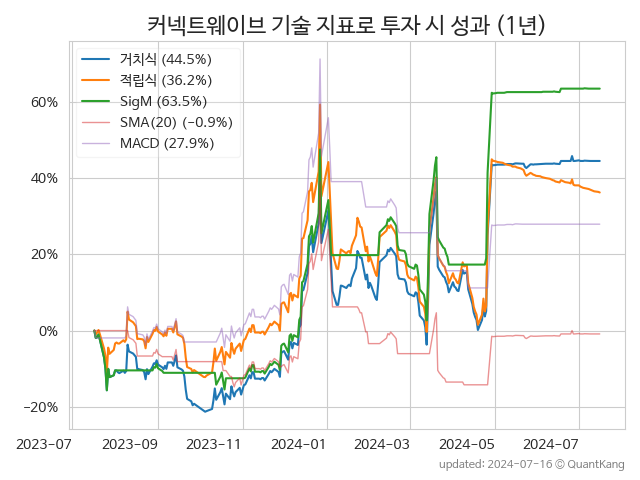 커넥트웨이브 기술 지표로 투자 시 성과 (1년)
거치식 (44.5%)
적립식 (36.2%)
SigM (63.5%)
SMA(20) (−0.9%)
MACD (27.9%)
60%
40%
20%
0%
−20%
2023-07 2023-09 2023-11 2024-01 2024-03 2024-05 2024-07
updated: 2024-07-16 © QuantKang